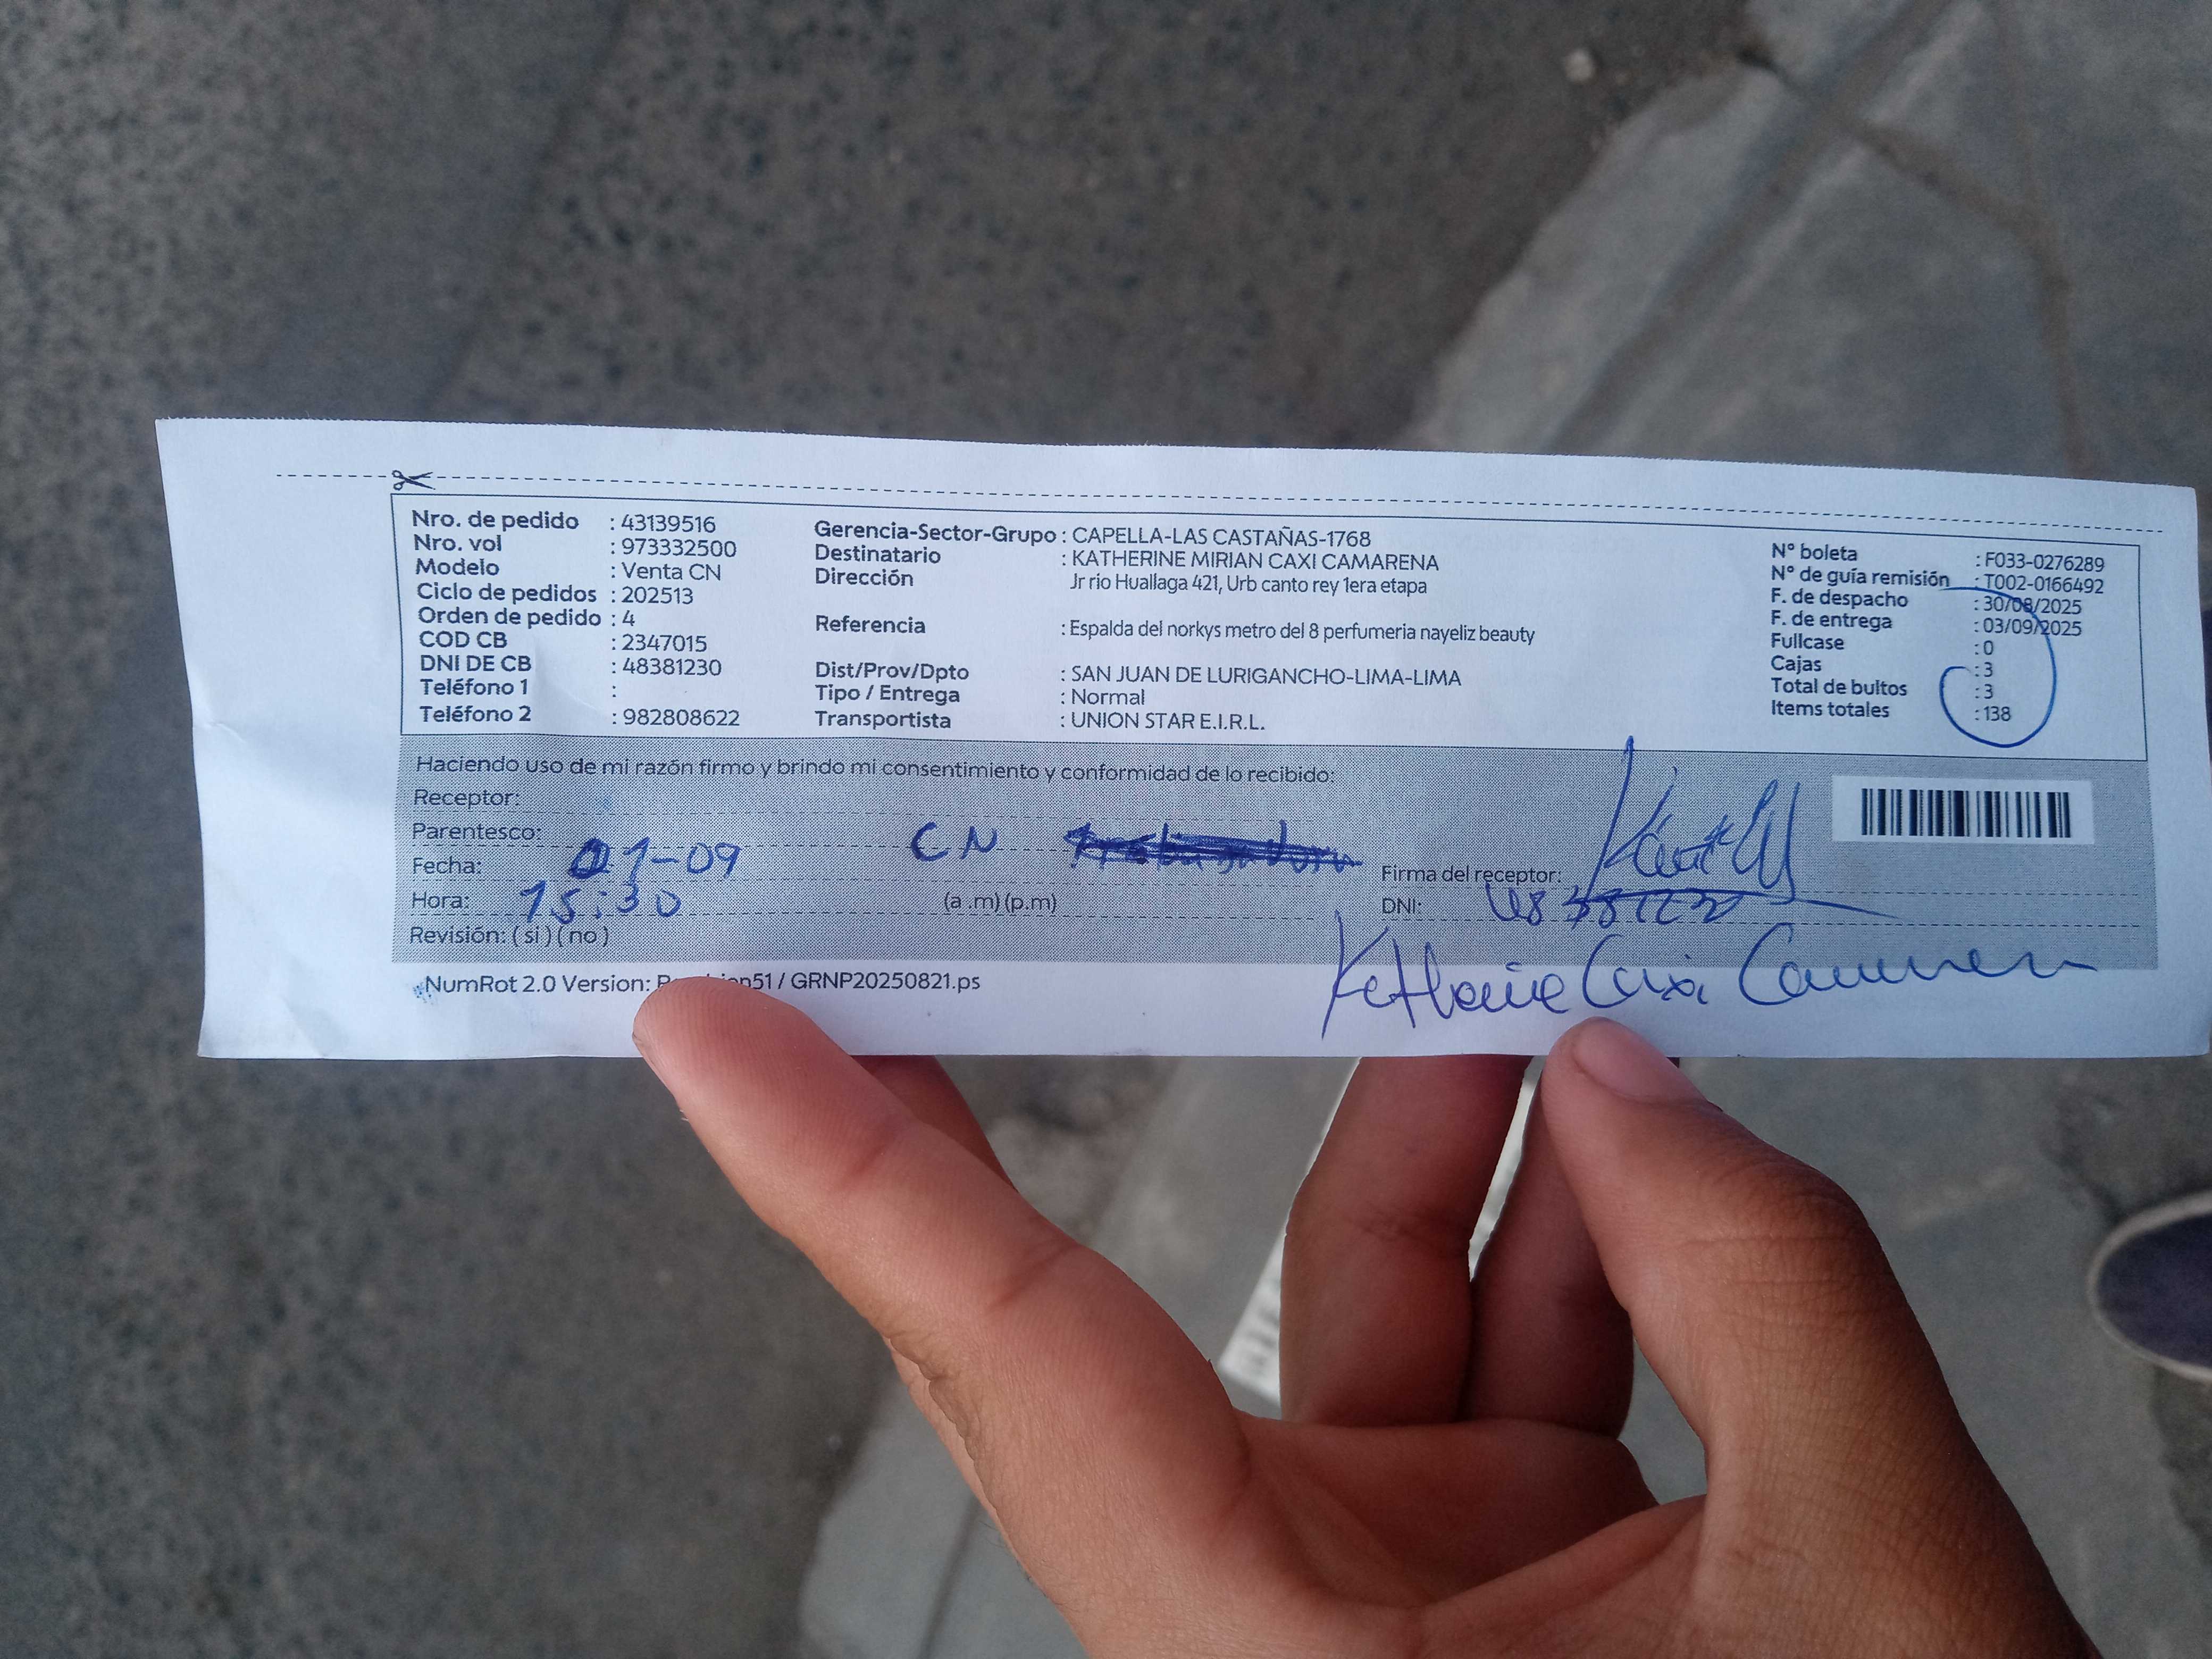 Nro. de pedido : 43139516
Nro. vol : 973332500
Modelo : Venta CN
Ciclo de pedidos : 202513
Orden de pedido : 4
COD CB : 2347015
DNI DE CB : 48381230
Teléfono 1 :
Teléfono 2 : 982808622
Gerencia-Sector-Grupo : CAPELLA-LAS CASTAÑAS-1768
Destinatario : KATHERINE MIRIAN CAXI CAMARENA
Dirección Jr rio Huallaga 421, Urb canto rey 1era etapa
Referencia : Espalda del norkys metro del 8 perfumeria nayeliz beauty
Dist/Prov/Dpto : SAN JUAN DE LURIGANCHO-LIMA-LIMA
Tipo / Entrega : Normal
Transportista : UNION STAR E.I.R.L.
N° boleta : F033-0276289
N° de guía remisión : T002-0166492
F. de despacho : 30/08/2025
F. de entrega : 03/09/2025
Fullcase : 0
Cajas : 3
Total de bultos : 3
Items totales : 138
Haciendo uso de mi razón firmo y brindo mi consentimiento y conformidad de lo recibido:
Receptor:
Parentesco: CN
Fecha: 01-09
Firma del receptor:
Hora: 15:30 (a .m) (p.m)
DNI:
Revisión: ( si ) ( no )
Katherine Caxi
NumRot 2.0 Version: / GRNP20250821.ps